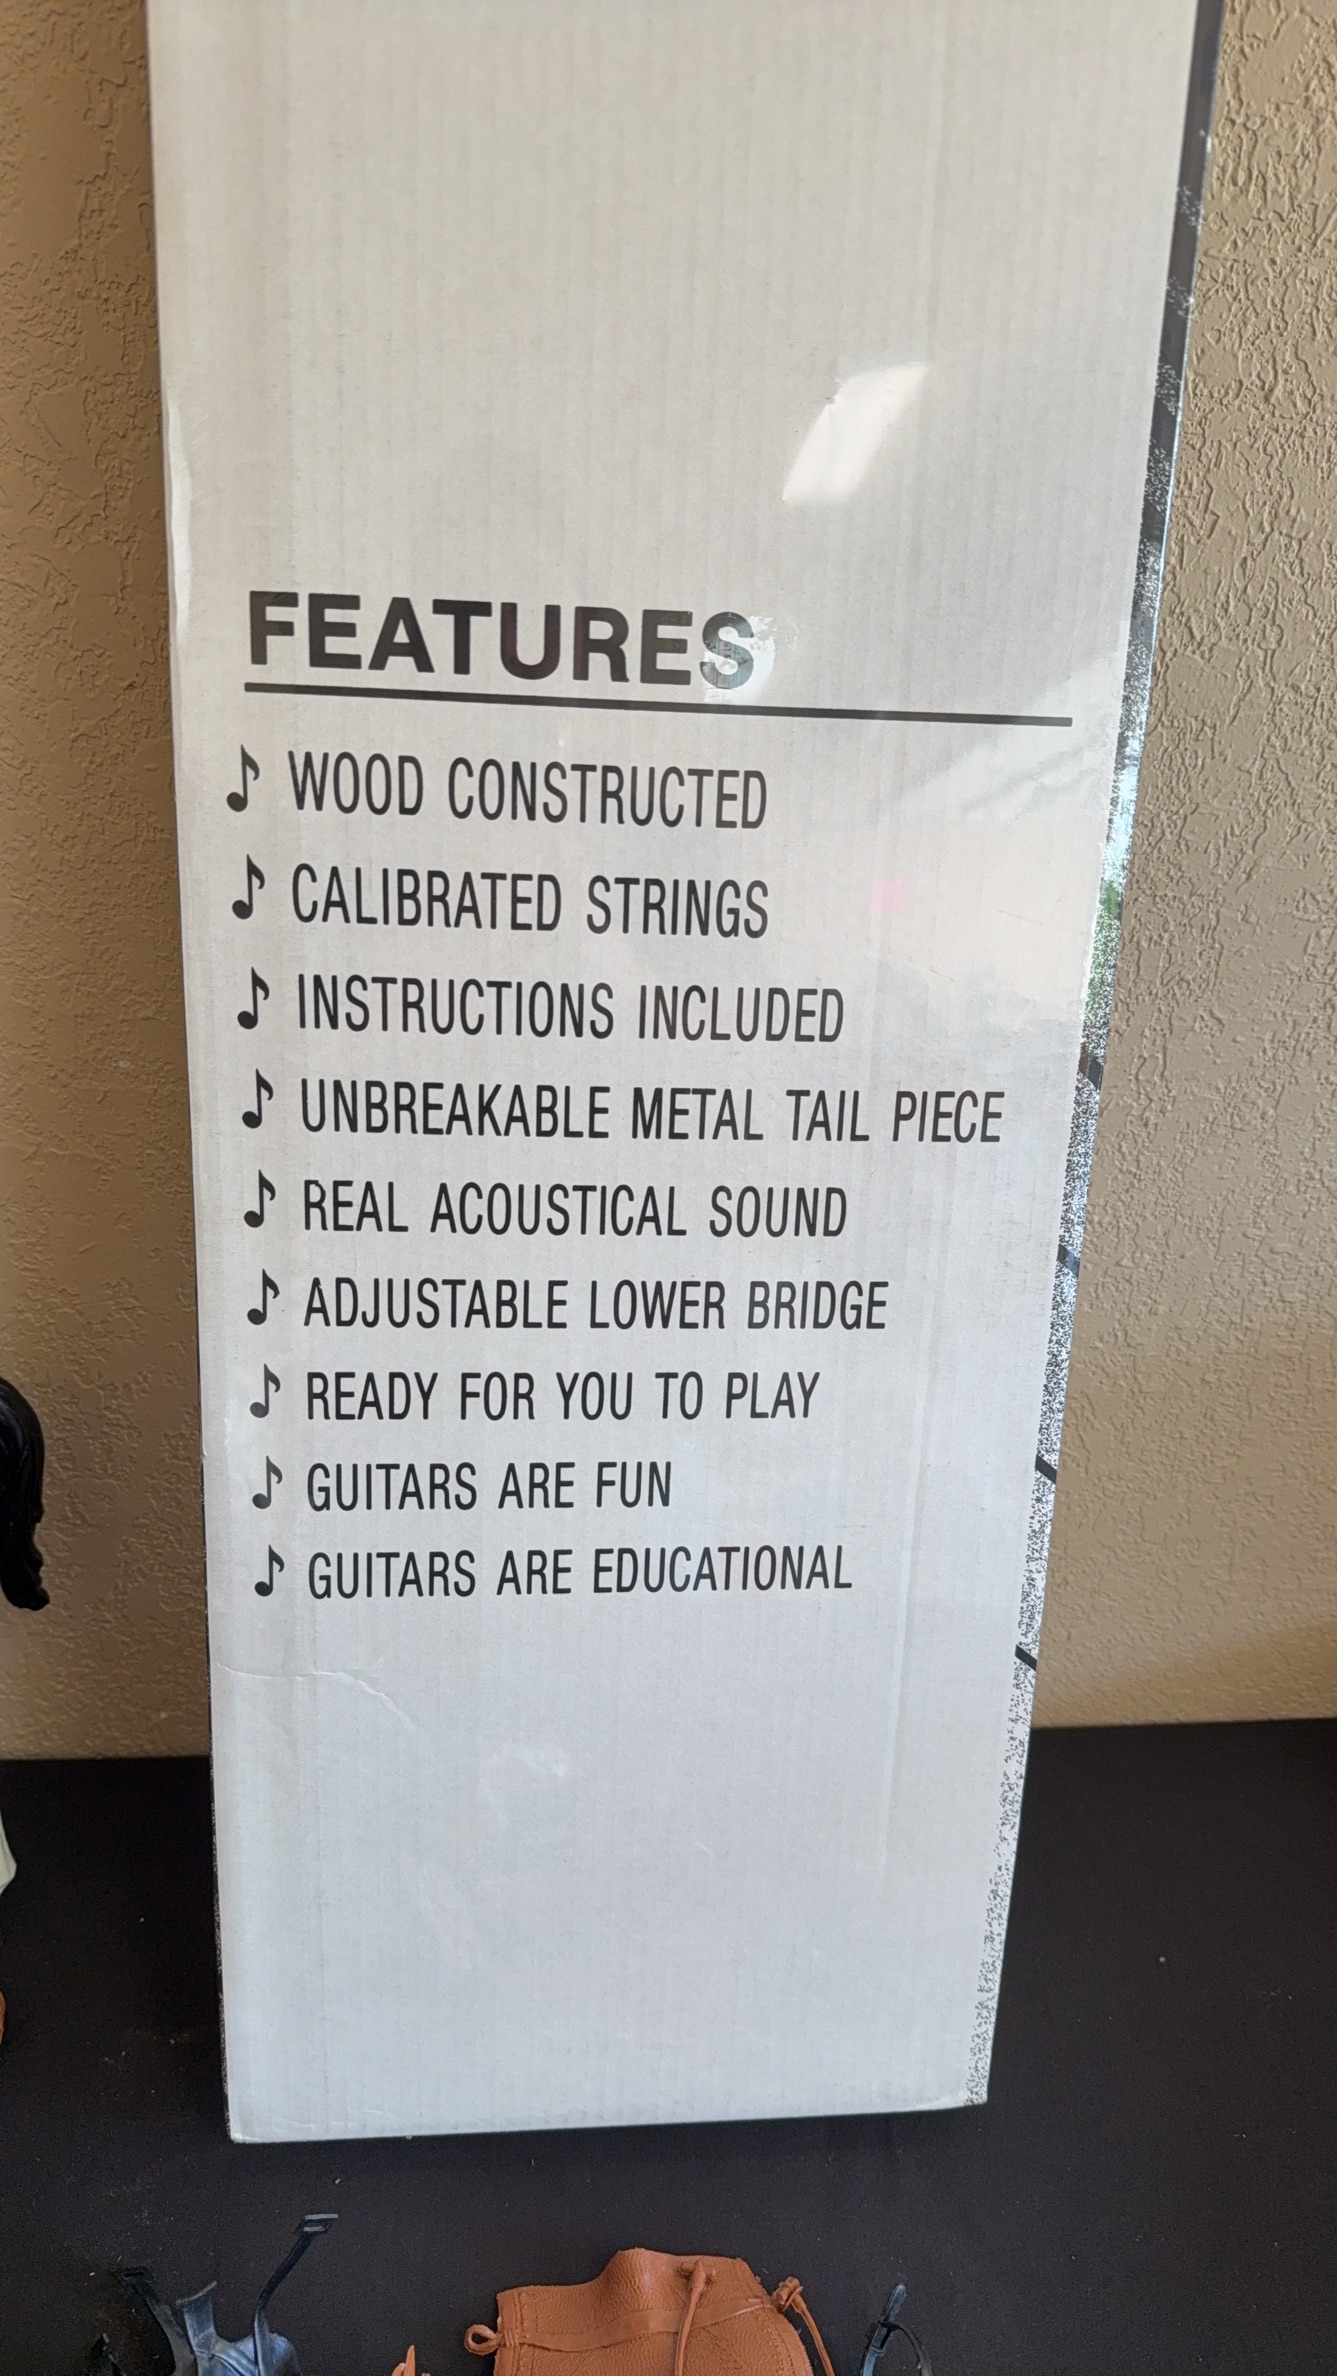 FEATURES
♪ WOOD CONSTRUCTED
♪ CALIBRATED STRINGS
♪ INSTRUCTIONS INCLUDED
♪ UNBREAKABLE METAL TAIL PIECE
♪ REAL ACOUSTICAL SOUND
♪ ADJUSTABLE LOWER BRIDGE
♪ READY FOR YOU TO PLAY
♪ GUITARS ARE FUN
♪ GUITARS ARE EDUCATIONAL